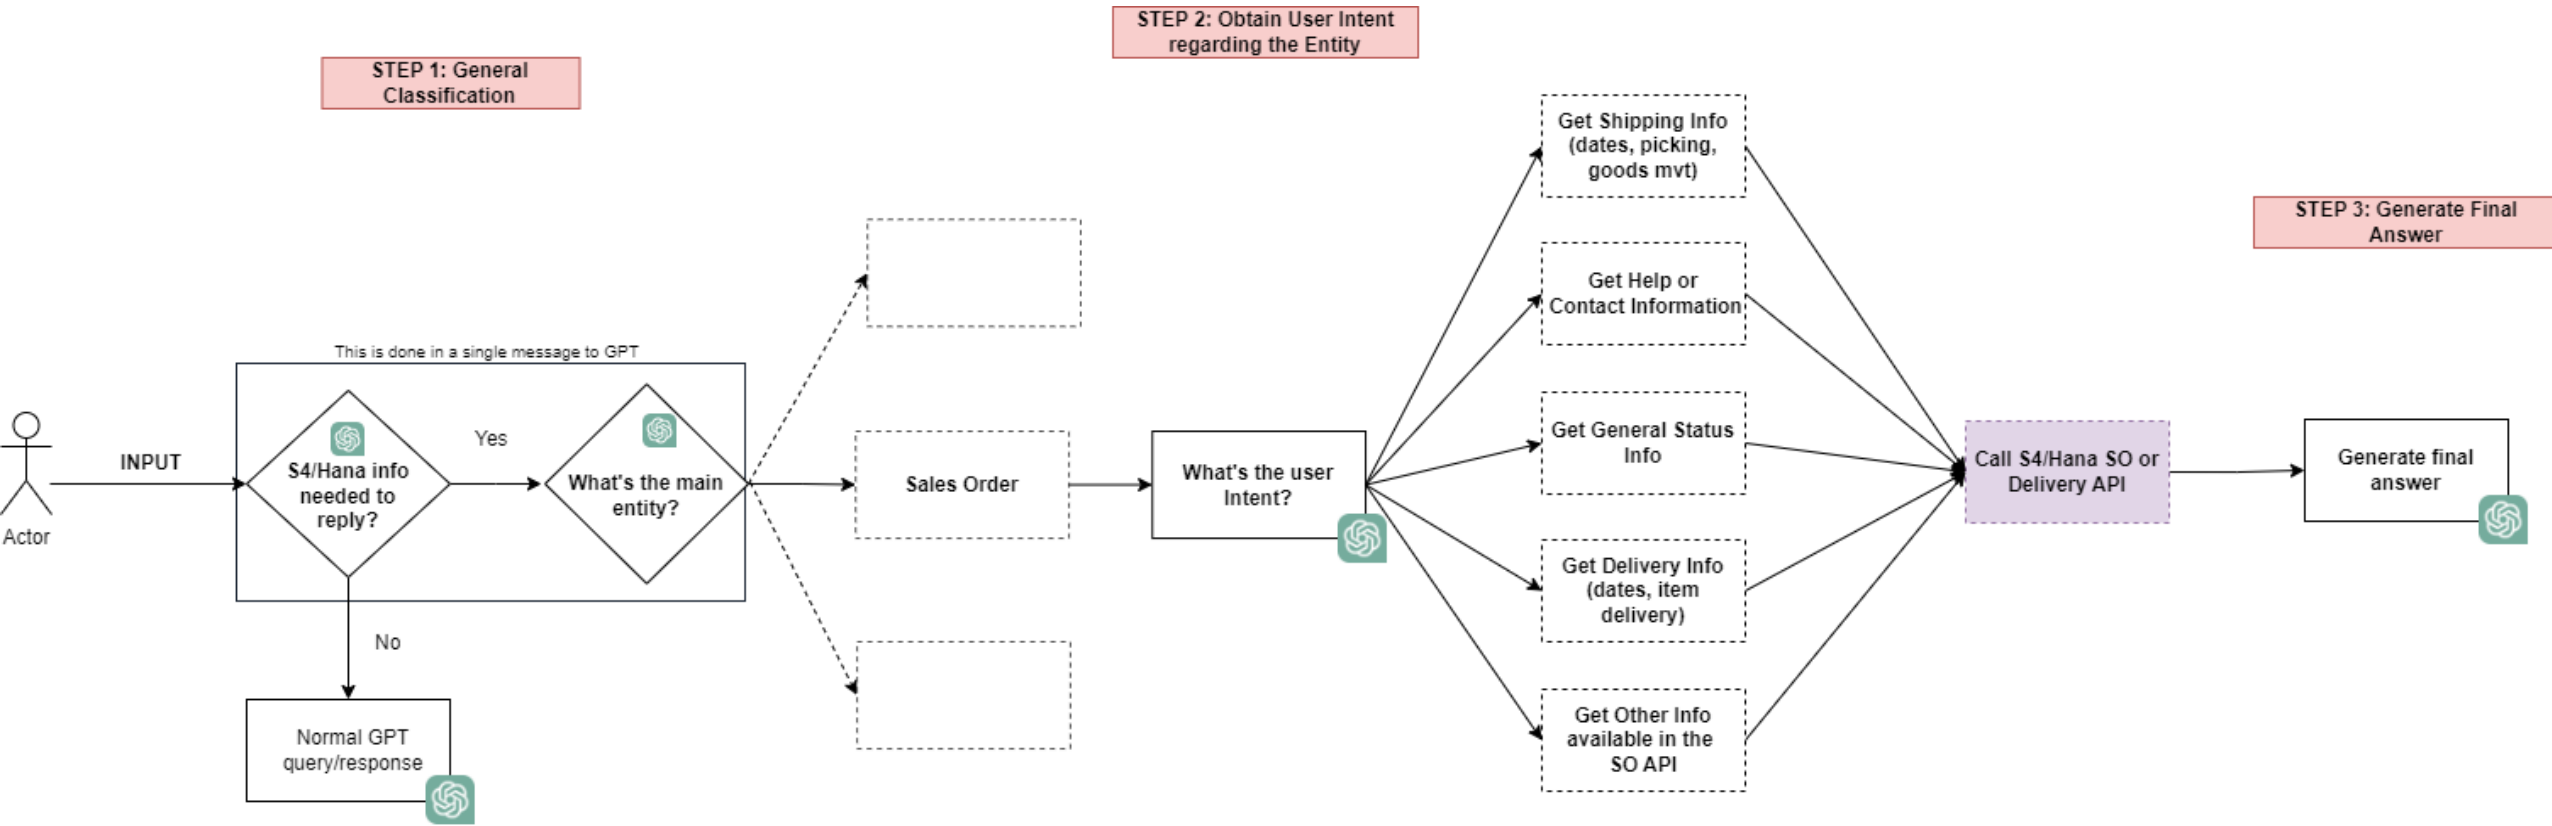 STEP 1: General
Classification
STEP 2: Obtain User Intent
regarding the Entity
STEP 3: Generate Final
Answer
This is done in a single message to GPT
Actor
INPUT
S4/Hana info
needed to
reply?
Yes
What's the main
entity?
No
Normal GPT
query/response
Sales Order
What's the user
Intent?
Get Shipping Info
(dates, picking,
goods mvt)
Get Help or
Contact Information
Get General Status
Info
Get Delivery Info
(dates, item
delivery)
Get Other Info
available in the
SO API
Call S4/Hana SO or
Delivery API
Generate final
answer